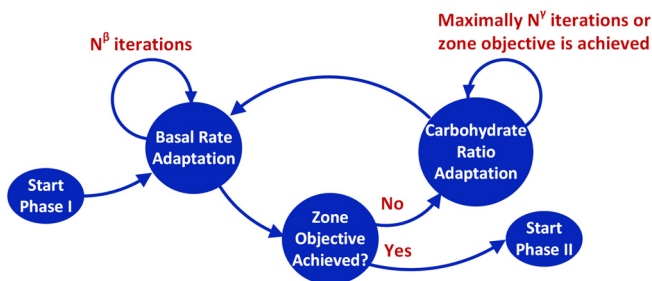 Maximally Nᵞ iterations or
zone objective is achieved
Nᵝ iterations
Basal Rate
Adaptation
Carbohydrate
Ratio
Adaptation
Start
Phase I
No
Zone
Objective
Achieved?
Yes
Start
Phase II